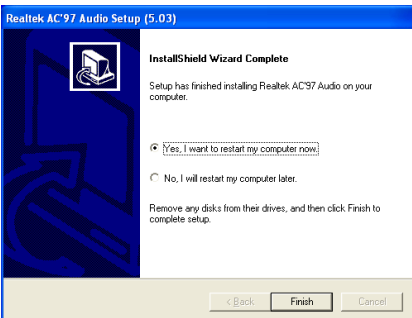 Realtek AC'97 Audio Setup (5.03)
InstallShield Wizard Complete
Setup has finished installing Realtek AC'97 Audio on your
computer.
Yes, I want to restart my computer now.
No, I will restart my computer later.
Remove any disks from their drives, and then click Finish to
complete setup.
< Back Finish Cancel